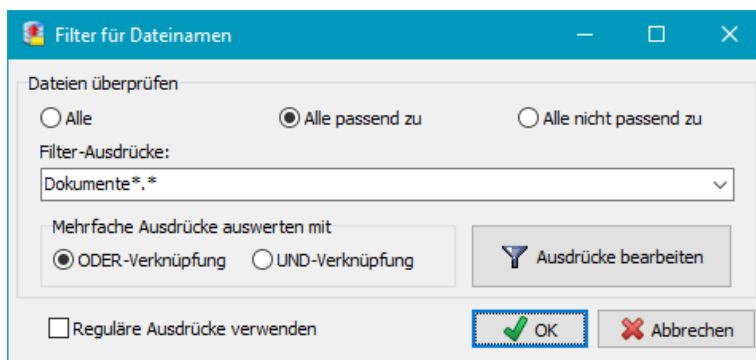 Filter für Dateinamen
Dateien überprüfen
Alle Alle passend zu Alle nicht passend zu
Filter-Ausdrücke:
Dokumente*.*
Mehrfache Ausdrücke auswerten mit
ODER-Verknüpfung UND-Verknüpfung Ausdrücke bearbeiten
Reguläre Ausdrücke verwenden OK Abbrechen